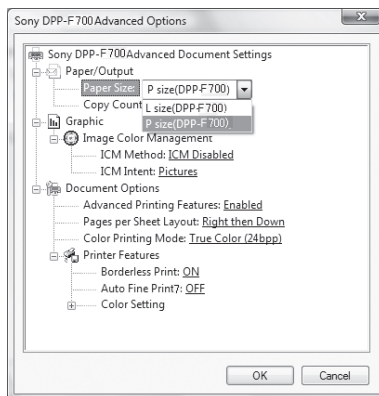 Sony DPP-F700 Advanced Options
Sony DPP-F700Advanced Document Settings
Paper/Output
Paper Size: P size(DPP-F700)
L size(DPP-F700)
Copy Count
P size(DPP-F700)
Graphic
Image Color Management
ICM Method: ICM Disabled
ICM Intent: Pictures
Document Options
Advanced Printing Features: Enabled
Pages per Sheet Layout: Right then Down
Color Printing Mode: True Color (24bpp)
Printer Features
Borderless Print: ON
Auto Fine Print7: OFF
Color Setting
OK Cancel